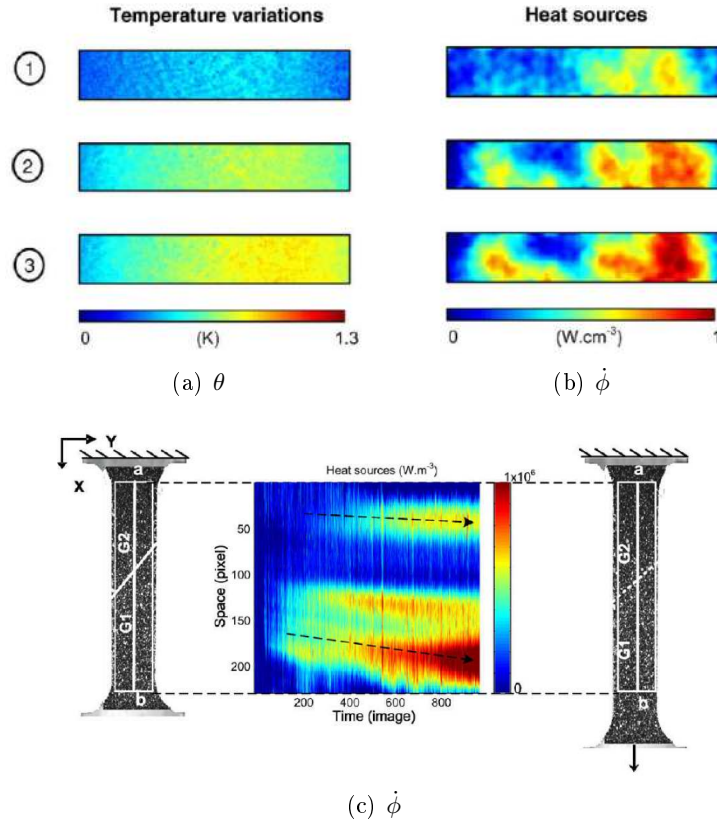 Temperature variations Heat sources
1
2
3
0 (K) 1.3 0 (W.cm⁻³) 1
(a) θ (b) ϕ̇
Y
X
a
G2
G1
b
Heat sources (W.m⁻³)
1x10⁶
0
Space (pixel)
50
100
150
200
200 400 600 800
Time (image)
a
G2
G1
b
(c) ϕ̇